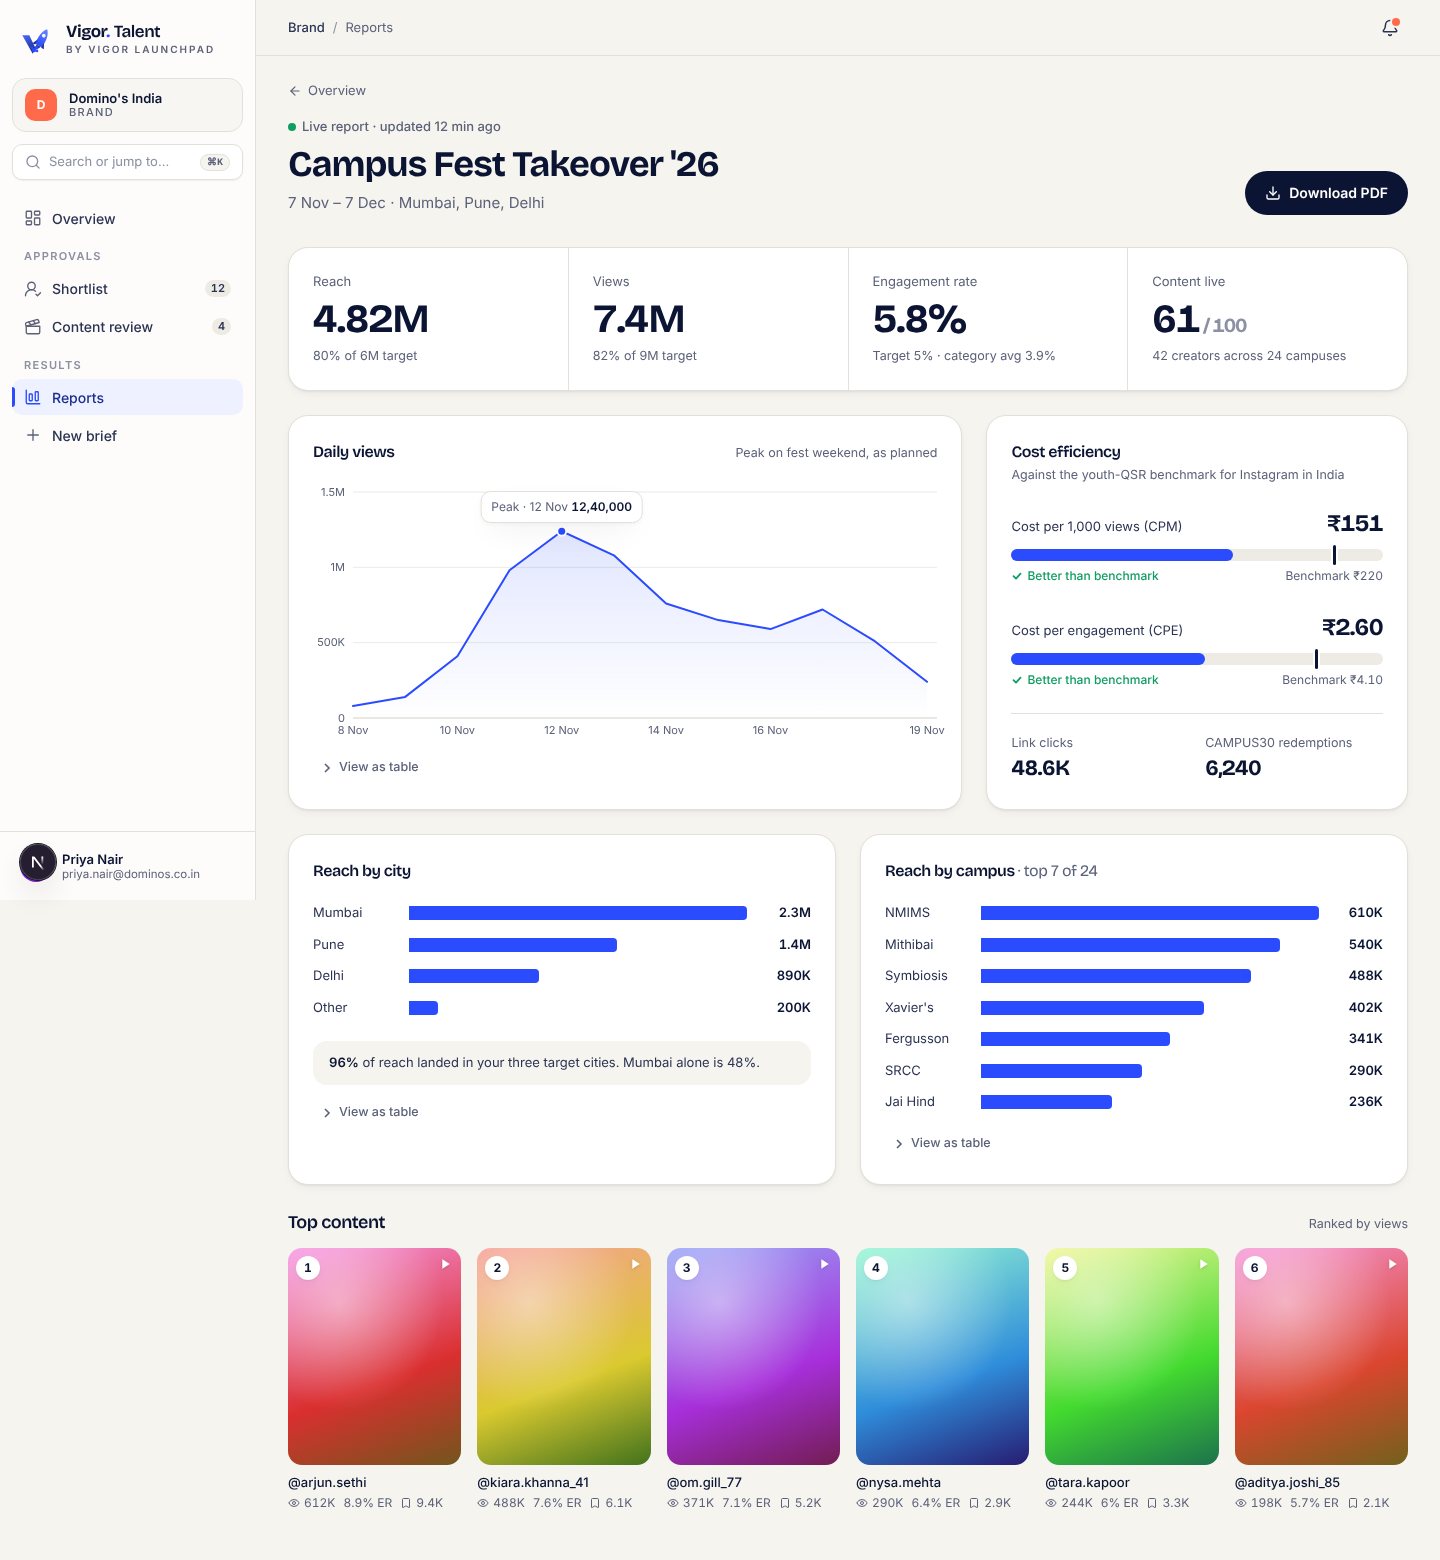 Vigor. Talent
BY VIGOR LAUNCHPAD
D
Domino's India
BRAND
Search or jump to...
⌘K
Overview
APPROVALS
Shortlist
12
Content review
4
RESULTS
Reports
New brief
N
Priya Nair
priya.nair@dominos.co.in
Brand / Reports
Overview
Live report · updated 12 min ago
Campus Fest Takeover '26
7 Nov – 7 Dec · Mumbai, Pune, Delhi
Download PDF
Reach
4.82M
80% of 6M target
Views
7.4M
82% of 9M target
Engagement rate
5.8%
Target 5% · category avg 3.9%
Content live
61 / 100
42 creators across 24 campuses
Daily views
Peak on fest weekend, as planned
1.5M
1M
500K
0
Peak · 12 Nov 12,40,000
8 Nov
10 Nov
12 Nov
14 Nov
16 Nov
19 Nov
View as table
Cost efficiency
Against the youth-QSR benchmark for Instagram in India
Cost per 1,000 views (CPM)
₹151
Better than benchmark
Benchmark ₹220
Cost per engagement (CPE)
₹2.60
Better than benchmark
Benchmark ₹4.10
Link clicks
48.6K
CAMPUS30 redemptions
6,240
Reach by city
Mumbai 2.3M
Pune 1.4M
Delhi 890K
Other 200K
96% of reach landed in your three target cities. Mumbai alone is 48%.
View as table
Reach by campus · top 7 of 24
NMIMS 610K
Mithibai 540K
Symbiosis 488K
Xavier's 402K
Fergusson 341K
SRCC 290K
Jai Hind 236K
View as table
Top content
Ranked by views
1
@arjun.sethi
612K 8.9% ER 9.4K
2
@kiara.khanna_41
488K 7.6% ER 6.1K
3
@om.gill_77
371K 7.1% ER 5.2K
4
@nysa.mehta
290K 6.4% ER 2.9K
5
@tara.kapoor
244K 6% ER 3.3K
6
@aditya.joshi_85
198K 5.7% ER 2.1K